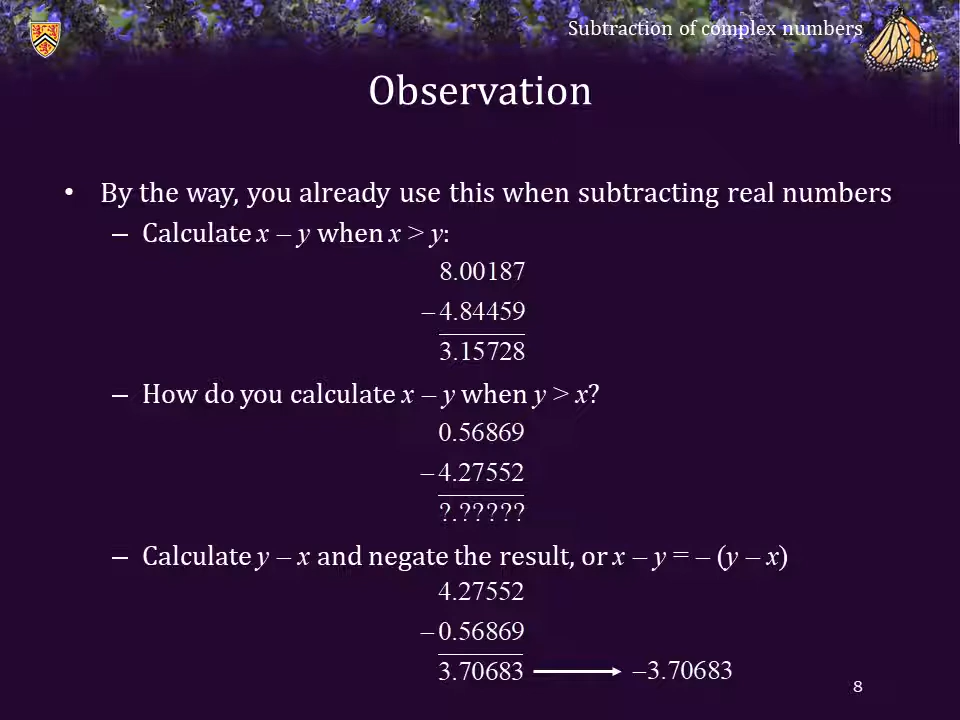 Subtraction of complex numbers
Observation
• By the way, you already use this when subtracting real numbers
– Calculate x – y when x > y:
8.00187
–4.84459
3.15728
– How do you calculate x – y when y > x?
0.56869
–4.27552
?.?????
– Calculate y – x and negate the result, or x – y = – (y – x)
4.27552
–0.56869
3.70683 –3.70683
8